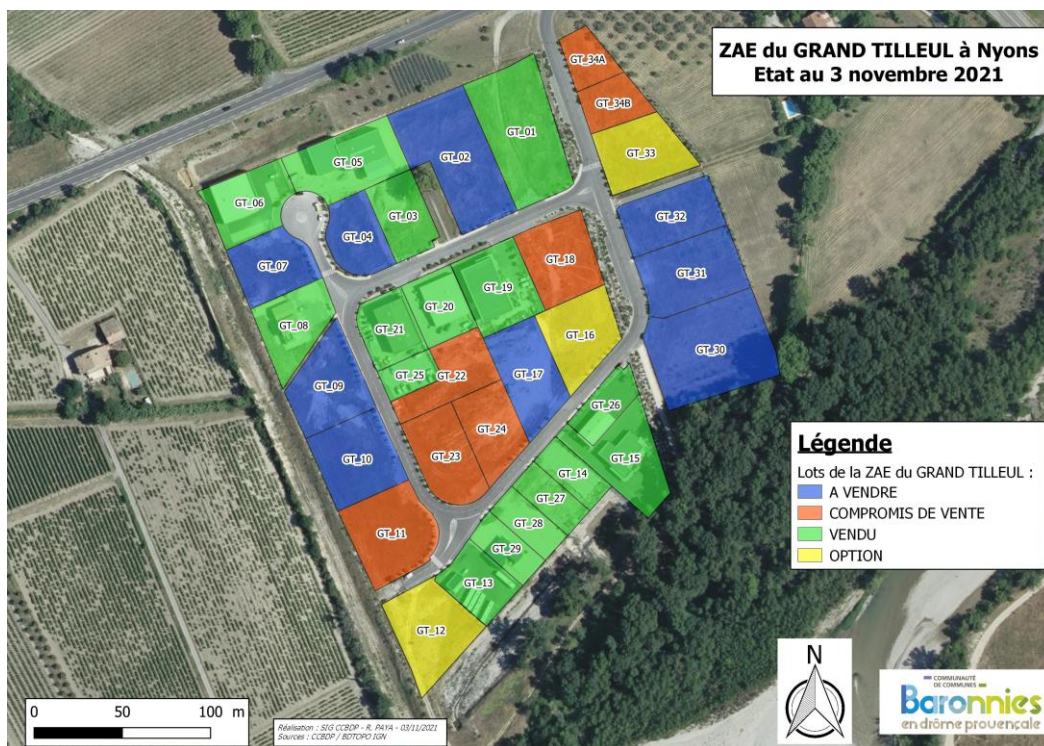 ZAE du GRAND TILLEUL à Nyons
Etat au 3 novembre 2021
GT_34A
GT_34B
GT_33
GT_01
GT_02
GT_05
GT_06
GT_03
GT_04
GT_07
GT_08
GT_32
GT_31
GT_30
GT_18
GT_19
GT_20
GT_21
GT_16
GT_17
GT_22
GT_25
GT_09
GT_10
GT_24
GT_23
GT_26
GT_15
GT_14
GT_27
GT_28
GT_29
GT_11
GT_13
GT_12
Légende
Lots de la ZAE du GRAND TILLEUL :
A VENDRE
COMPROMIS DE VENTE
VENDU
OPTION
0 50 100 m
Réalisation : SIG CCBDP - R. PAYA - 03/11/2021
Sources : CCBDP / BDTOPO IGN
N
COMMUNAUTÉ
DE COMMUNES
Baronnies
en drôme provençale